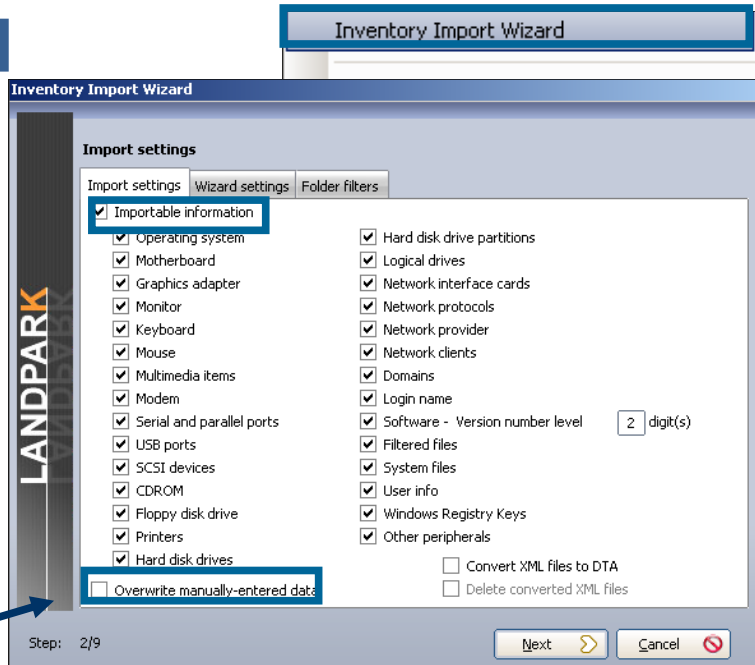 Inventory Import Wizard
Inventory Import Wizard
Import settings
Import settings Wizard settings Folder filters
Importable information
Operating system
Motherboard
Graphics adapter
Monitor
Keyboard
Mouse
Multimedia items
Modem
Serial and parallel ports
USB ports
SCSI devices
CDROM
Floppy disk drive
Printers
Hard disk drives
Hard disk drive partitions
Logical drives
Network interface cards
Network protocols
Network provider
Network clients
Domains
Login name
Software - Version number level 2 digit(s)
Filtered files
System files
User info
Windows Registry Keys
Other peripherals
Convert XML files to DTA
Delete converted XML files
Overwrite manually-entered data
LANDPARK
Step: 2/9
Next
Cancel